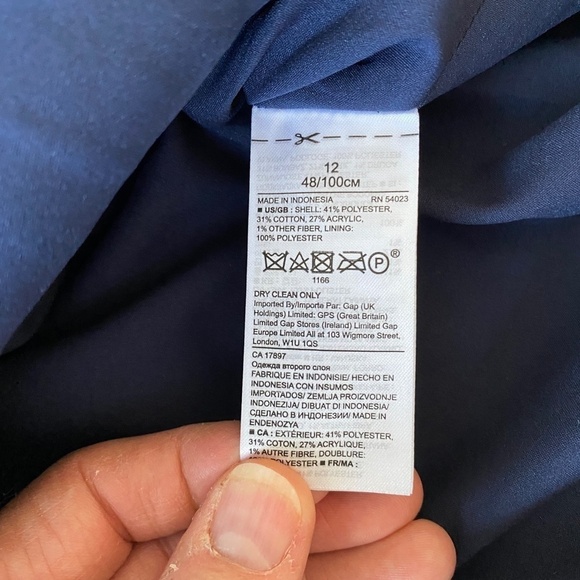 12
48/100CM
MADE IN INDONESIA RN 54023
■ US/GB : SHELL: 41% POLYESTER,
31% COTTON, 27% ACRYLIC,
1% OTHER FIBER, LINING:
100% POLYESTER
P®
1166
DRY CLEAN ONLY
Imported By/Importe Par: Gap (UK
Holdings) Limited: GPS (Great Britain)
Limited Gap Stores (Ireland) Limited Gap
Europe Limited All at 103 Wigmore Street,
London, W1U 1QS
CA 17897
Одежда второго слоя
FABRIQUE EN INDONISIE/ HECHO EN
INDONESIA CON INSUMOS
IMPORTADOS/ ZEMLJA PROIZVODNJE
INDONEZIJA/ DIBUAT DI INDONESIA/
СДЕЛАНО В ИНДОНЕЗИИ/ MADE IN
ENDENOZYA
■ CA : EXTÉRIEUR: 41% POLYESTER,
31% COTON, 27% ACRYLIQUE,
1% AUTRE FIBRE, DOUBLURE:
POLYESTER ■ FR/MA :